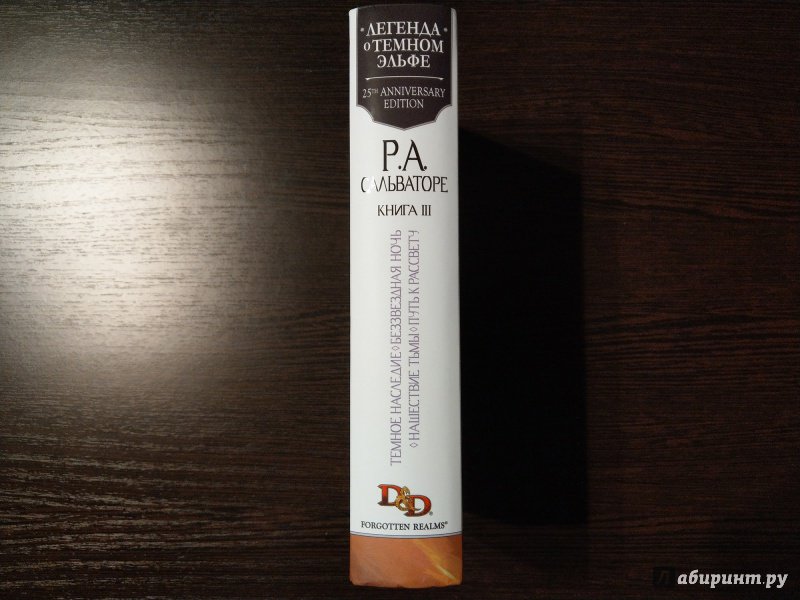 ЛЕГЕНДА
О ТЕМНОМ
ЭЛЬФЕ
25TH ANNIVERSARY
EDITION
Р.А.
САЛЬВАТОРЕ
КНИГА III
ТЕМНОЕ НАСЛЕДИЕ◊БЕЗЗВЕЗДНАЯ НОЧЬ
◊НАШЕСТВИЕ ТЬМЫ◊ПУТЬ К РАССВЕТУ
D&D
FORGOTTEN REALMS®
Лабиринт.ру